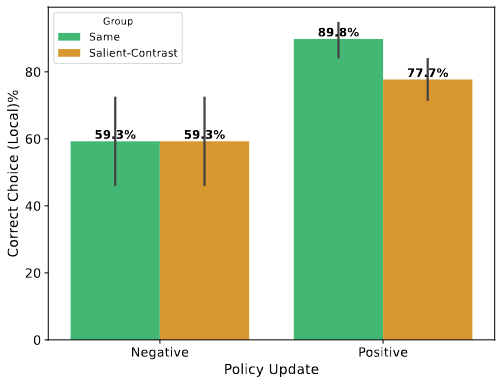 Group
Same
Salient-Contrast
59.3%
59.3%
89.8%
77.7%
0
20
40
60
80
Correct Choice (Local)%
Negative
Positive
Policy Update